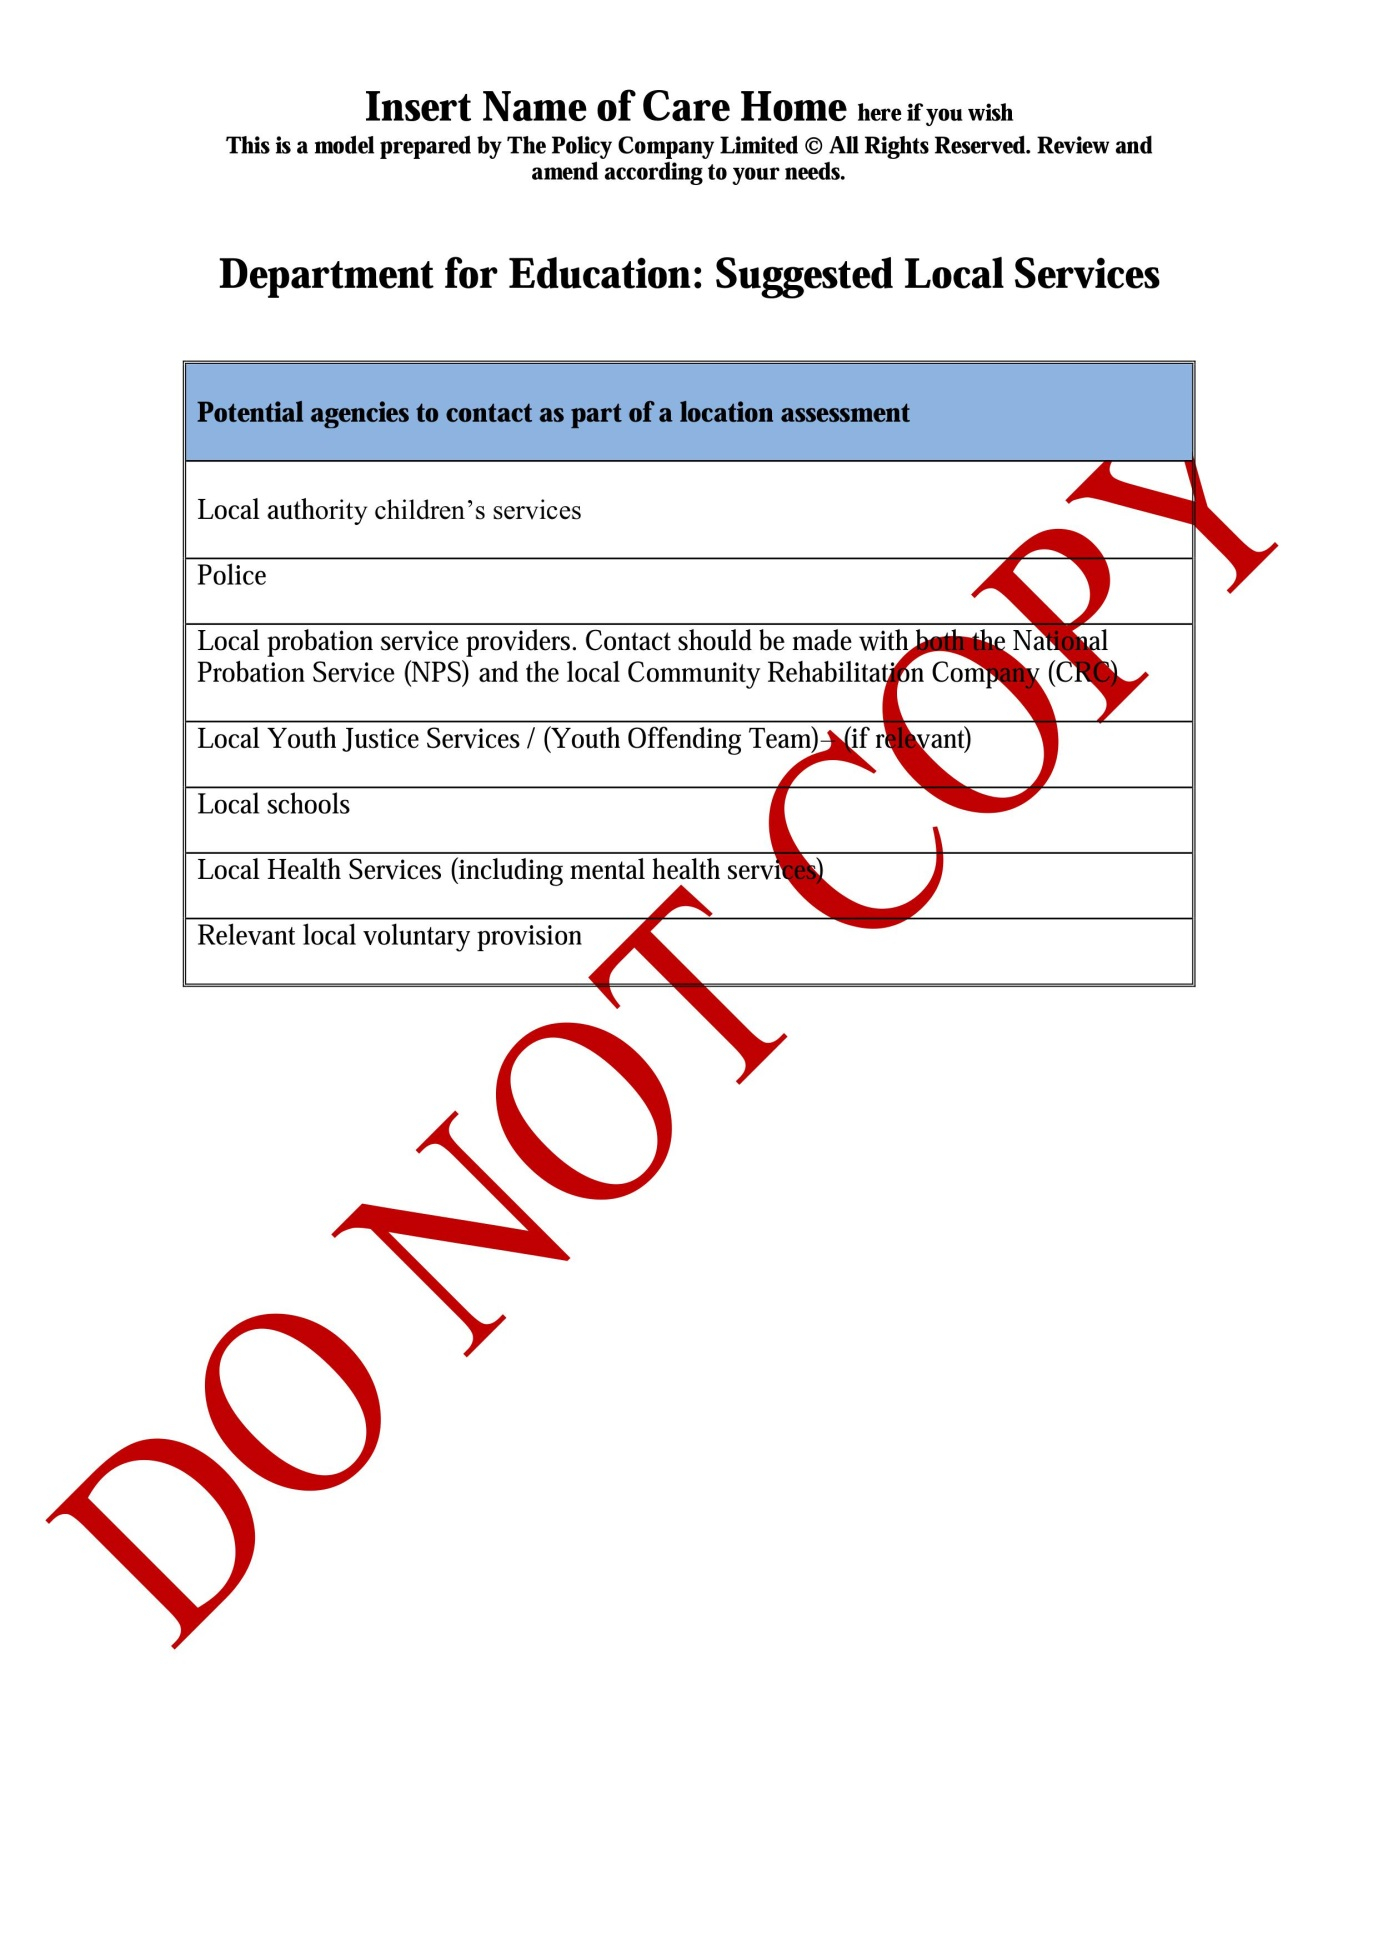 Insert Name of Care Home here if you wish
This is a model prepared by The Policy Company Limited © All Rights Reserved. Review and
amend according to your needs.
Department for Education: Suggested Local Services
Potential agencies to contact as part of a location assessment
Local authority children’s services
Police
Local probation service providers. Contact should be made with both the National
Probation Service (NPS) and the local Community Rehabilitation Company (CRC)
Local Youth Justice Services / (Youth Offending Team)– (if relevant)
Local schools
Local Health Services (including mental health services)
Relevant local voluntary provision
DO NOT COPY